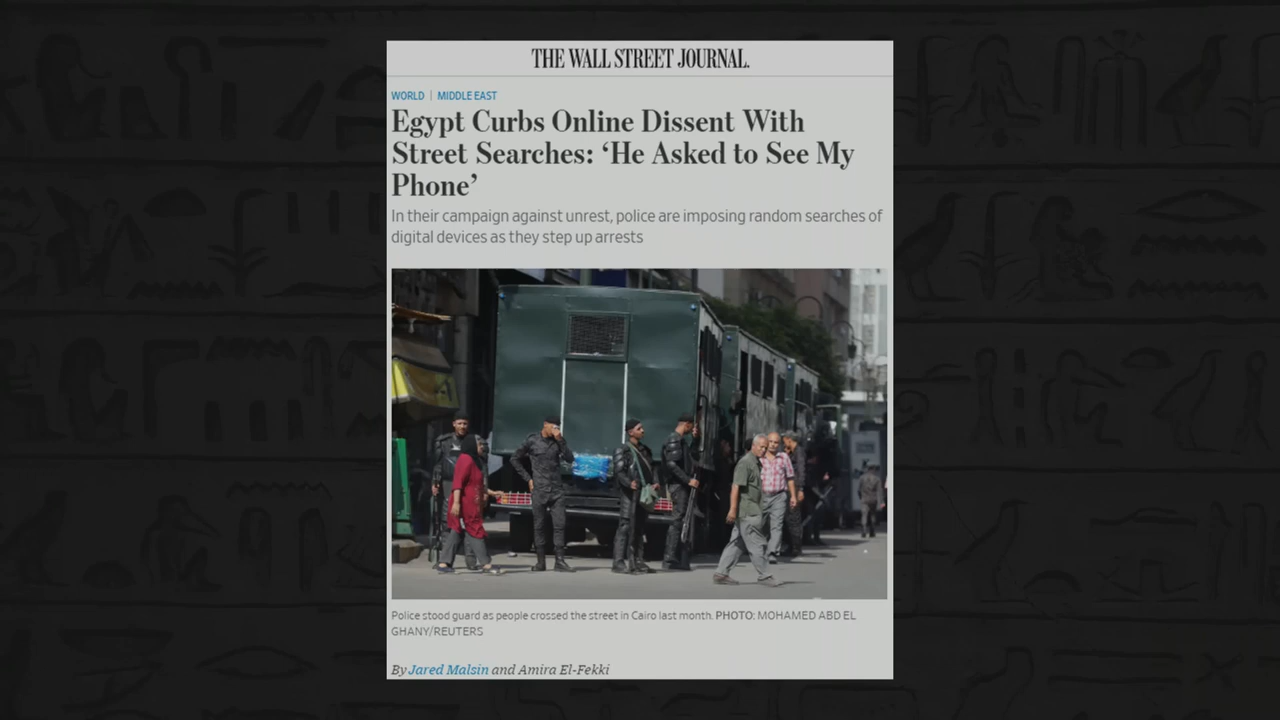 THE WALL STREET JOURNAL.
WORLD | MIDDLE EAST
Egypt Curbs Online Dissent With
Street Searches: ‘He Asked to See My
Phone’
In their campaign against unrest, police are imposing random searches of
digital devices as they step up arrests
Police stood guard as people crossed the street in Cairo last month. PHOTO: MOHAMED ABD EL
GHANY/REUTERS
By Jared Malsin and Amira El-Fekki